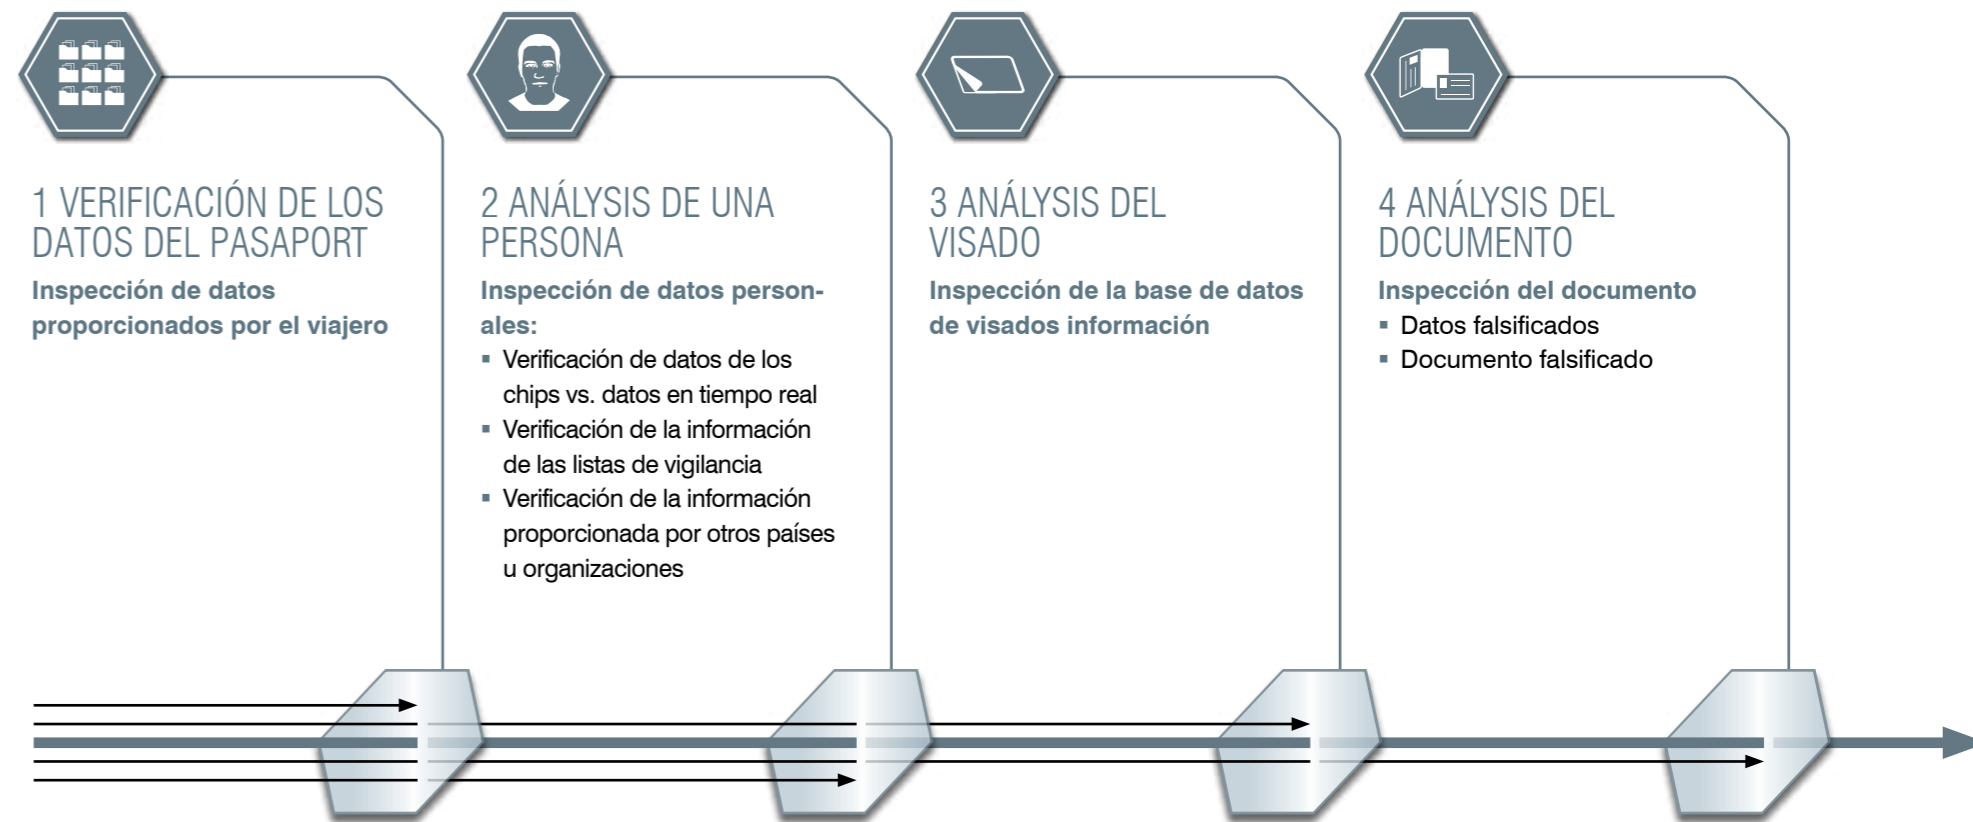 1 VERIFICACIÓN DE LOS
DATOS DEL PASAPORT
Inspección de datos
proporcionados por el viajero
2 ANÁLYSIS DE UNA
PERSONA
Inspección de datos person-
ales:
▪ Verificación de datos de los
chips vs. datos en tiempo real
▪ Verificación de la información
de las listas de vigilancia
▪ Verificación de la información
proporcionada por otros países
u organizaciones
3 ANÁLYSIS DEL
VISADO
Inspección de la base de datos
de visados información
4 ANÁLYSIS DEL
DOCUMENTO
Inspección del documento
▪ Datos falsificados
▪ Documento falsificado